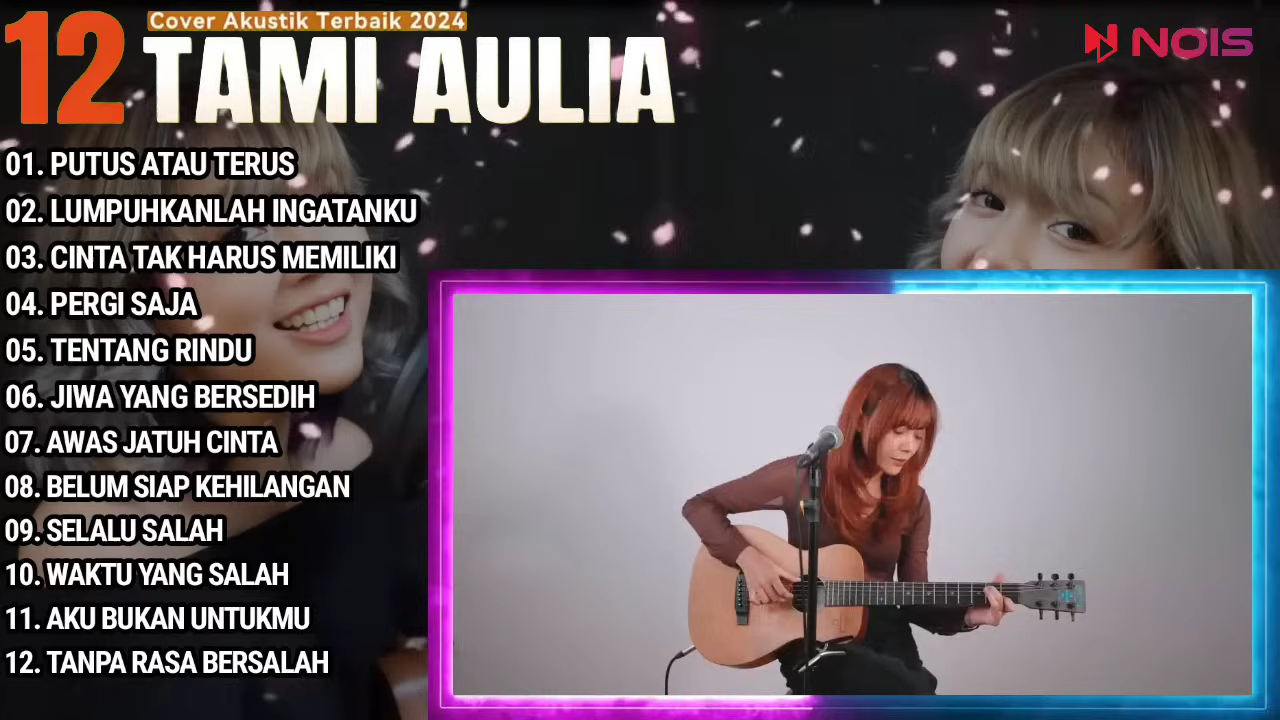 Cover Akustik Terbaik 2024
12 TAMI AULIA
NOIS
01. PUTUS ATAU TERUS
02. LUMPUHKANLAH INGATANKU
03. CINTA TAK HARUS MEMILIKI
04. PERGI SAJA
05. TENTANG RINDU
06. JIWA YANG BERSEDIH
07. AWAS JATUH CINTA
08. BELUM SIAP KEHILANGAN
09. SELALU SALAH
10. WAKTU YANG SALAH
11. AKU BUKAN UNTUKMU
12. TANPA RASA BERSALAH